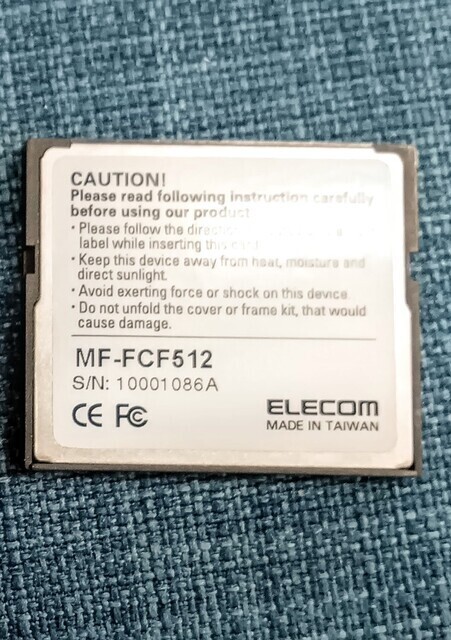 CAUTION!
Please read following instruction carefully
before using our product
· Please follow the
label while inserting this
· Keep this device away from heat, moisture and
direct sunlight.
· Avoid exerting force or shock on this device.
· Do not unfold the cover or frame kit, that would
cause damage.
MF-FCF512
S/N: 10001086A
CE FC
ELECOM
MADE IN TAIWAN